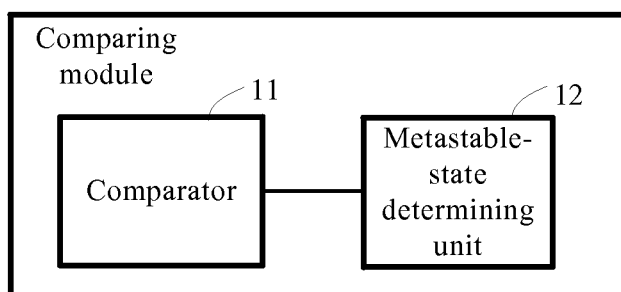 Comparing
module
11
12
Comparator
Metastable-
state
determining
unit